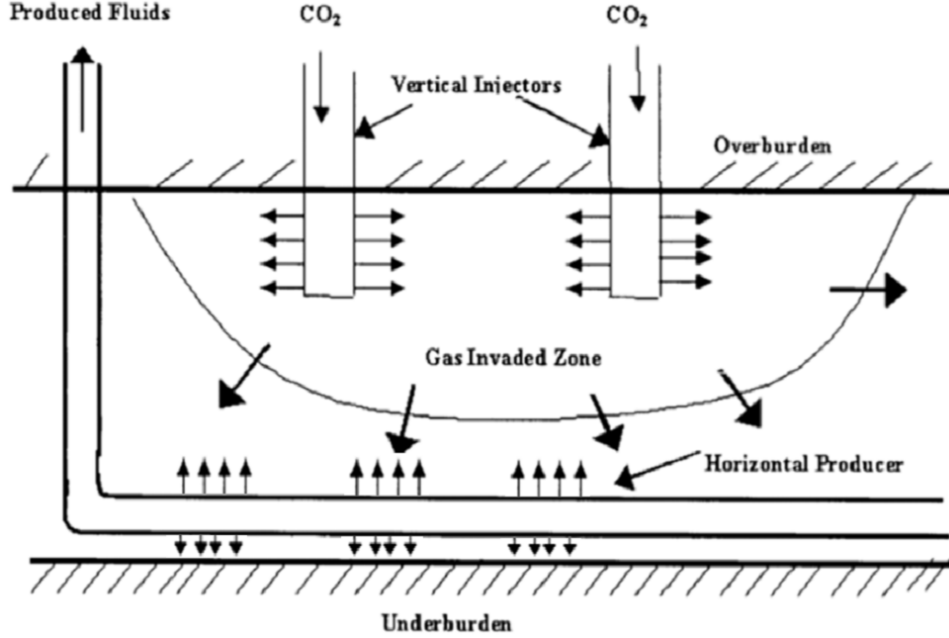 Produced Fluids
CO₂
CO₂
Vertical Injectors
Overburden
Gas Invaded Zone
Horizontal Producer
Underburden